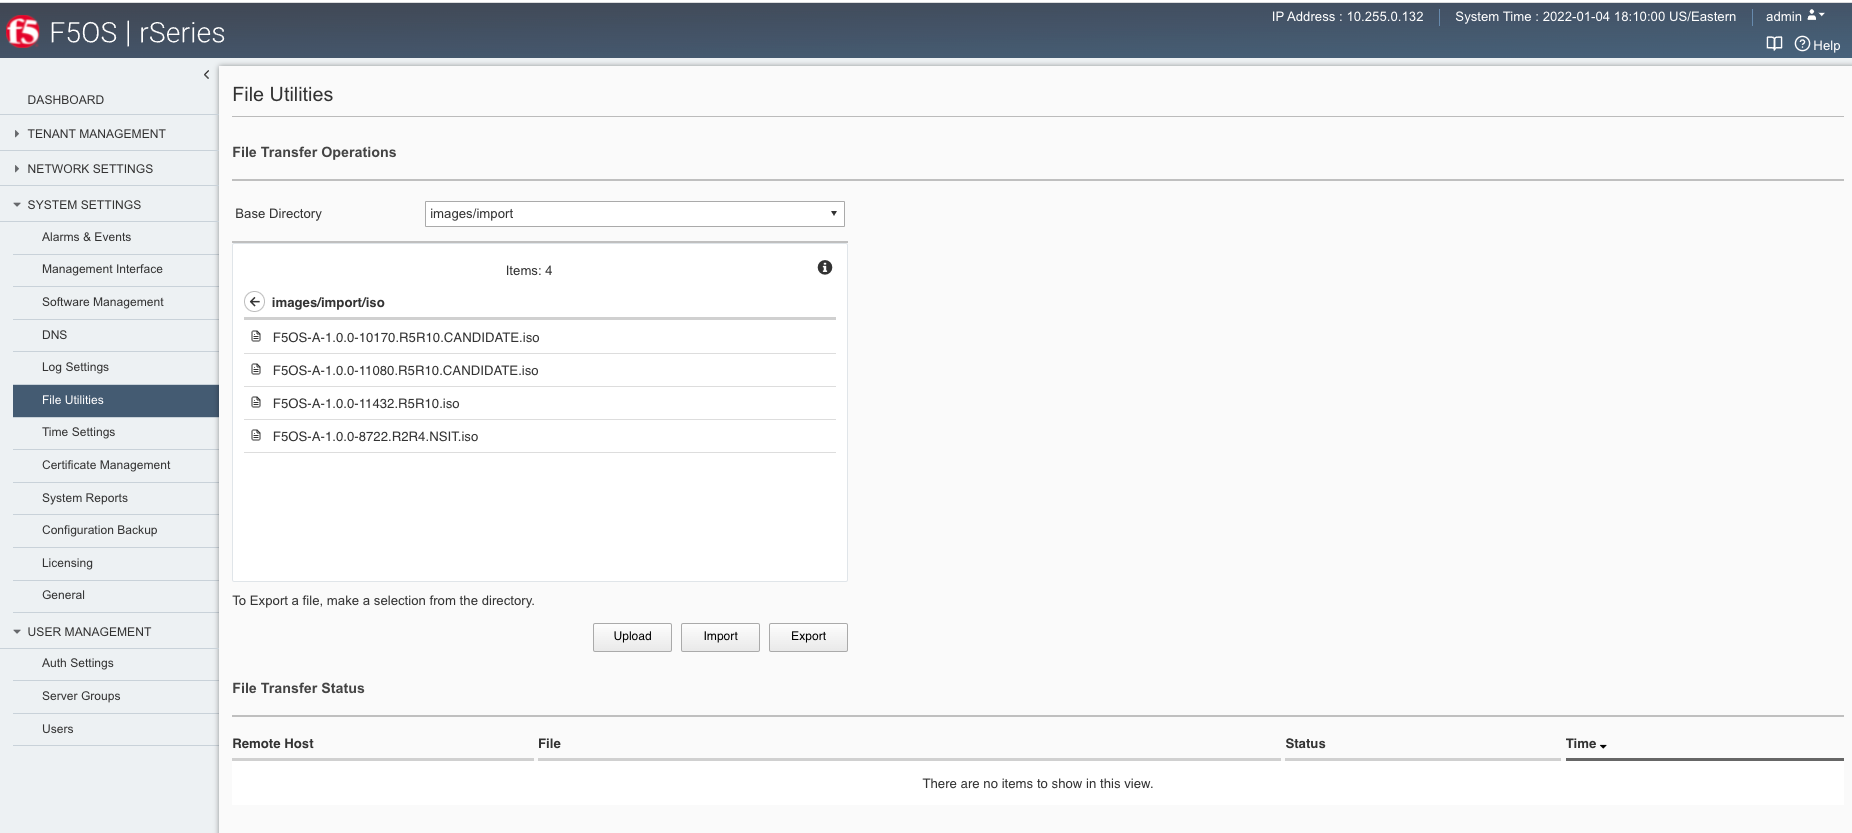 IP Address : 10.255.0.132
System Time : 2022-01-04 18:10:00 US/Eastern
admin
f5 F5OS | rSeries
Help
DASHBOARD
TENANT MANAGEMENT
NETWORK SETTINGS
SYSTEM SETTINGS
Alarms & Events
Management Interface
Software Management
DNS
Log Settings
File Utilities
Time Settings
Certificate Management
System Reports
Configuration Backup
Licensing
General
USER MANAGEMENT
Auth Settings
Server Groups
Users
File Utilities
File Transfer Operations
Base Directory
images/import
Items: 4
images/import/iso
F5OS-A-1.0.0-10170.R5R10.CANDIDATE.iso
F5OS-A-1.0.0-11080.R5R10.CANDIDATE.iso
F5OS-A-1.0.0-11432.R5R10.iso
F5OS-A-1.0.0-8722.R2R4.NSIT.iso
To Export a file, make a selection from the directory.
Upload
Import
Export
File Transfer Status
Remote Host
File
Status
Time
There are no items to show in this view.